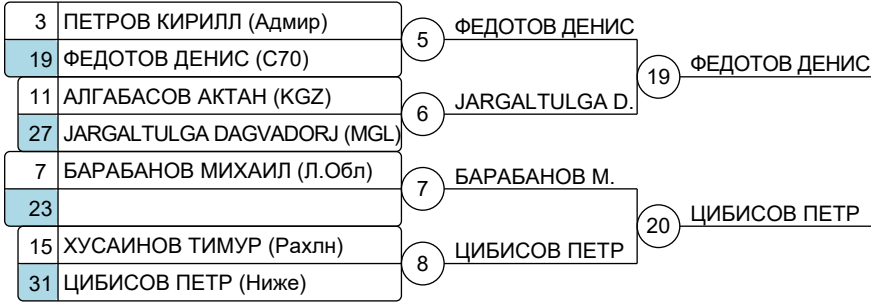 3 ПЕТРОВ КИРИЛЛ (Адмир)
19 ФЕДОТОВ ДЕНИС (С70)
11 АЛГАБАСОВ АКТАН (KGZ)
27 JARGALTULGA DAGVADORJ (MGL)
7 БАРАБАНОВ МИХАИЛ (Л.Обл)
23
15 ХУСАИНОВ ТИМУР (Рахлн)
31 ЦИБИСОВ ПЕТР (Ниже)
5 ФЕДОТОВ ДЕНИС
6 JARGALTULGA D.
7 БАРАБАНОВ М.
8 ЦИБИСОВ ПЕТР
19 ФЕДОТОВ ДЕНИС
20 ЦИБИСОВ ПЕТР